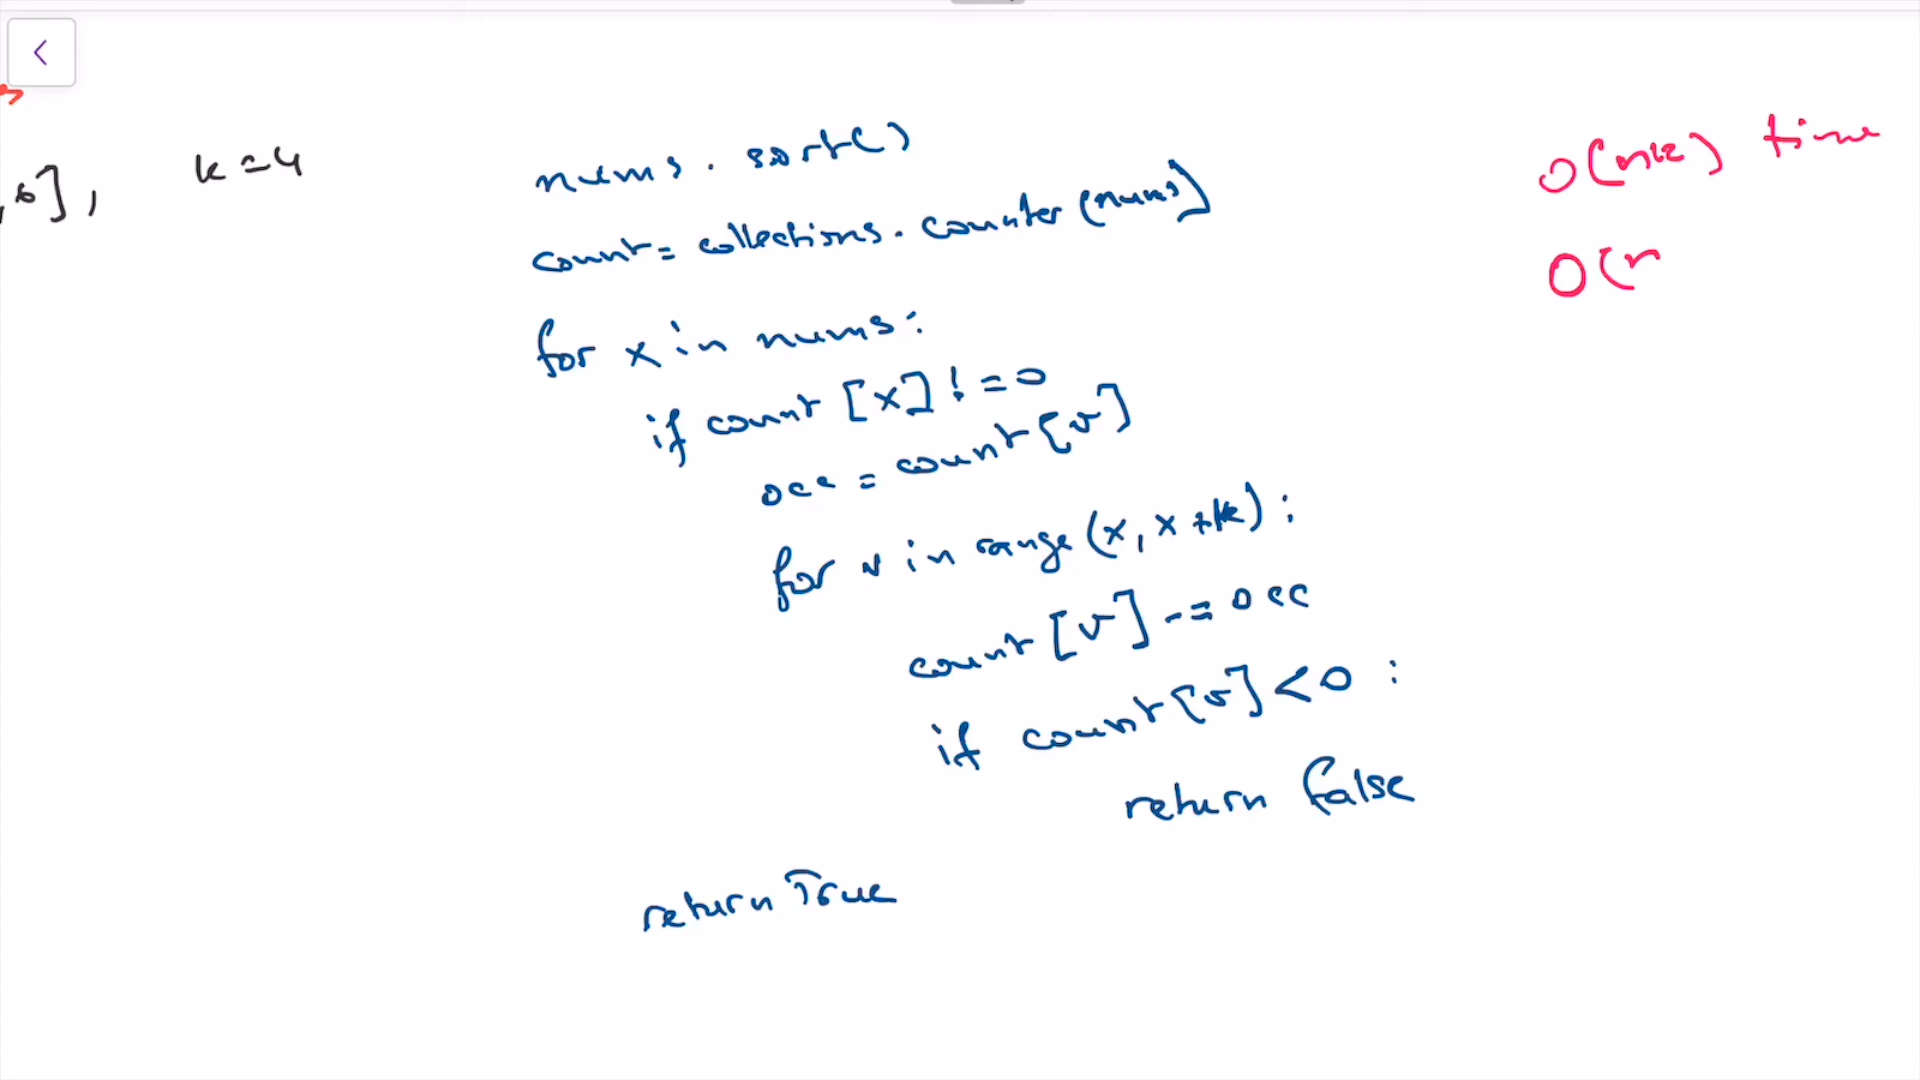 ,6],
k=4
nums.sort()
count= collections.counter(nums)
for x in nums:
if count [x] !=0
occ = count[v]
for v in range(x, x+k):
count [v] -= occ
if count[v]<0 :
return false
return True
O(nk) time
O(n